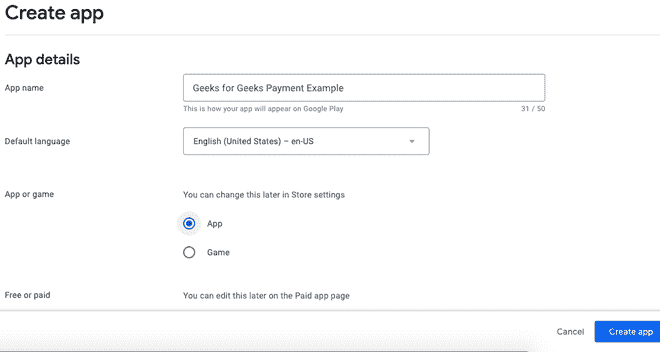 Create app
App details
App name
Geeks for Geeks Payment Example
This is how your app will appear on Google Play 31 / 50
Default language
English (United States) – en-US
App or game
You can change this later in Store settings
App
Game
Free or paid
You can edit this later on the Paid app page
Cancel
Create app